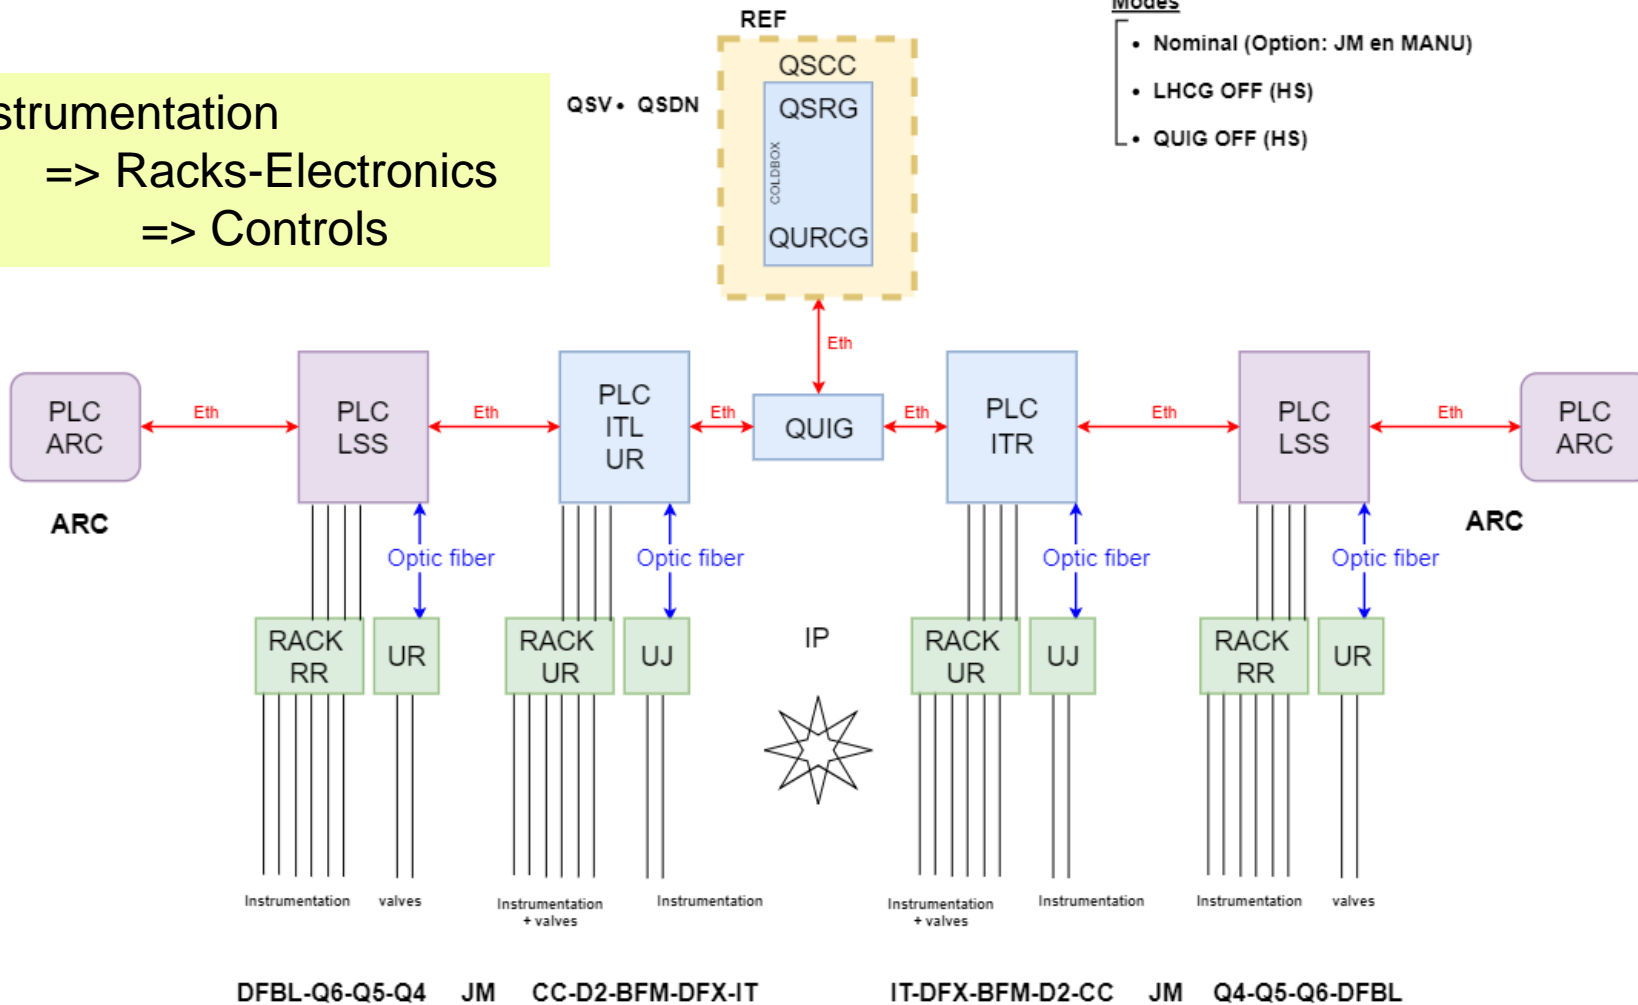 REF
Modes
• Nominal (Option: JM en MANU)
• LHCG OFF (HS)
• QUIG OFF (HS)
strumentation
=> Racks-Electronics
=> Controls
QSV • QSDN
QSCC
QSRG
COLDBOX
QURCG
Eth
PLC
ARC
Eth
PLC
LSS
Eth
PLC
ITL
UR
Eth
QUIG
Eth
PLC
ITR
Eth
PLC
LSS
Eth
PLC
ARC
ARC
ARC
Optic fiber
Optic fiber
Optic fiber
Optic fiber
RACK
RR
UR
RACK
UR
UJ
IP
RACK
UR
UJ
RACK
RR
UR
Instrumentation
valves
Instrumentation
+ valves
Instrumentation
Instrumentation
+ valves
Instrumentation
Instrumentation
valves
DFBL-Q6-Q5-Q4 JM CC-D2-BFM-DFX-IT IT-DFX-BFM-D2-CC JM Q4-Q5-Q6-DFBL